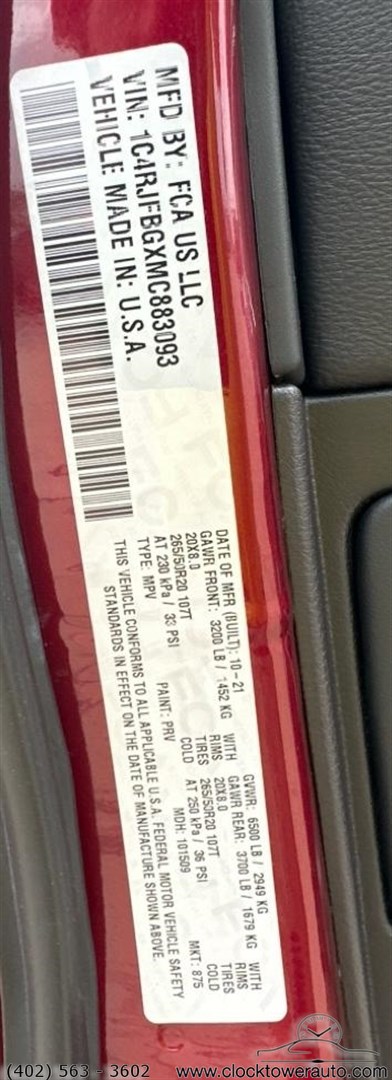 MFD BY: FCA US LLC
VIN: 1C4RJFBGXMC883093
VEHICLE MADE IN: U.S.A.
DATE OF MFR (BUILT): 10-21 GVWR: 6500 LB / 2949 KG
GAWR FRONT: 3200 LB / 1452 KG WITH GAWR REAR: 3700 LB / 1679 KG WITH
20X8.0 RIMS 20X8.0 RIMS
265/50R20 107T TIRES 265/50R20 107T TIRES
AT 230 kPa / 33 PSI COLD AT 250 kPa / 36 PSI COLD
TYPE: MPV PAINT: PRV MDH: 101509 MKT: 875
THIS VEHICLE CONFORMS TO ALL APPLICABLE U.S.A. FEDERAL MOTOR VEHICLE SAFETY
STANDARDS IN EFFECT ON THE DATE OF MANUFACTURE SHOWN ABOVE.
(402) 563 - 3602 www.clocktowerauto.com